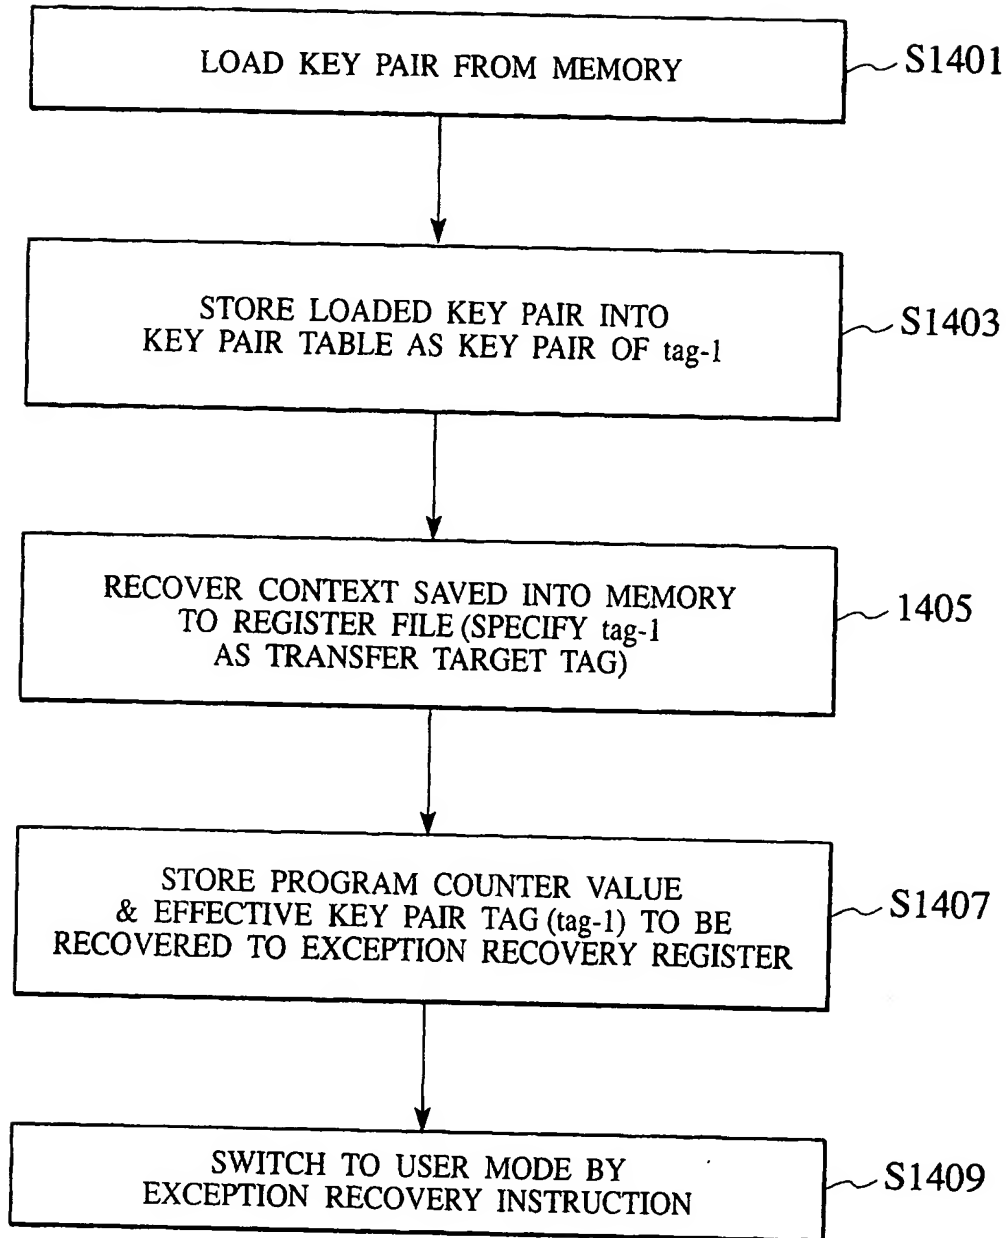 LOAD KEY PAIR FROM MEMORY
S1401
STORE LOADED KEY PAIR INTO
KEY PAIR TABLE AS KEY PAIR OF tag-1
S1403
RECOVER CONTEXT SAVED INTO MEMORY
TO REGISTER FILE (SPECIFY tag-1
AS TRANSFER TARGET TAG)
1405
STORE PROGRAM COUNTER VALUE
& EFFECTIVE KEY PAIR TAG (tag-1) TO BE
RECOVERED TO EXCEPTION RECOVERY REGISTER
S1407
SWITCH TO USER MODE BY
EXCEPTION RECOVERY INSTRUCTION
S1409